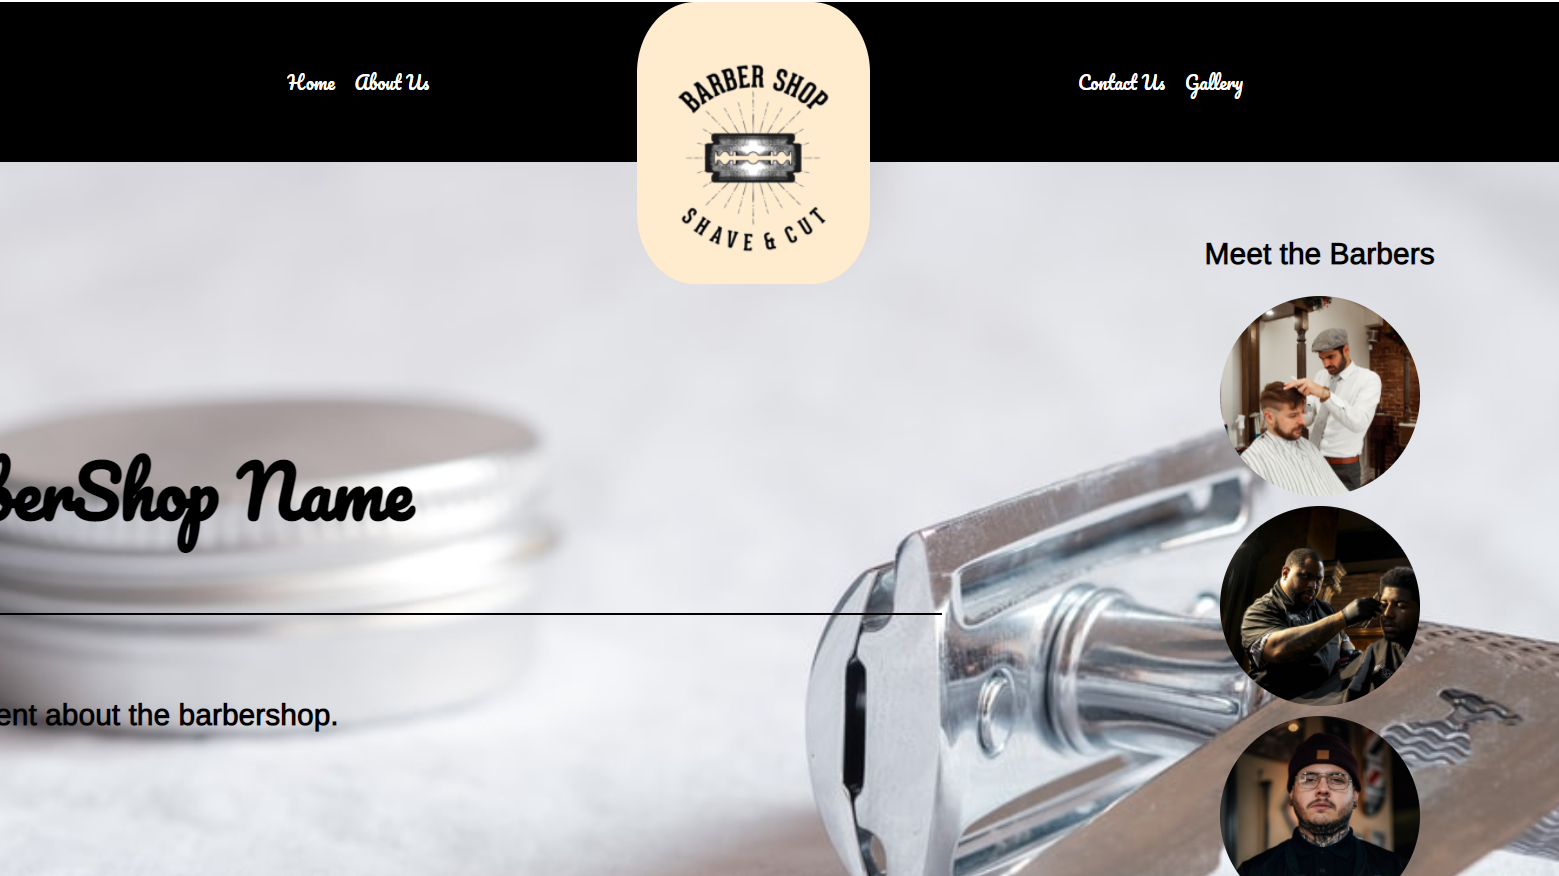 Home About Us
BARBER SHOP
SHAVE & CUT
Contact Us Gallery
Meet the Barbers
berShop Name
ent about the barbershop.